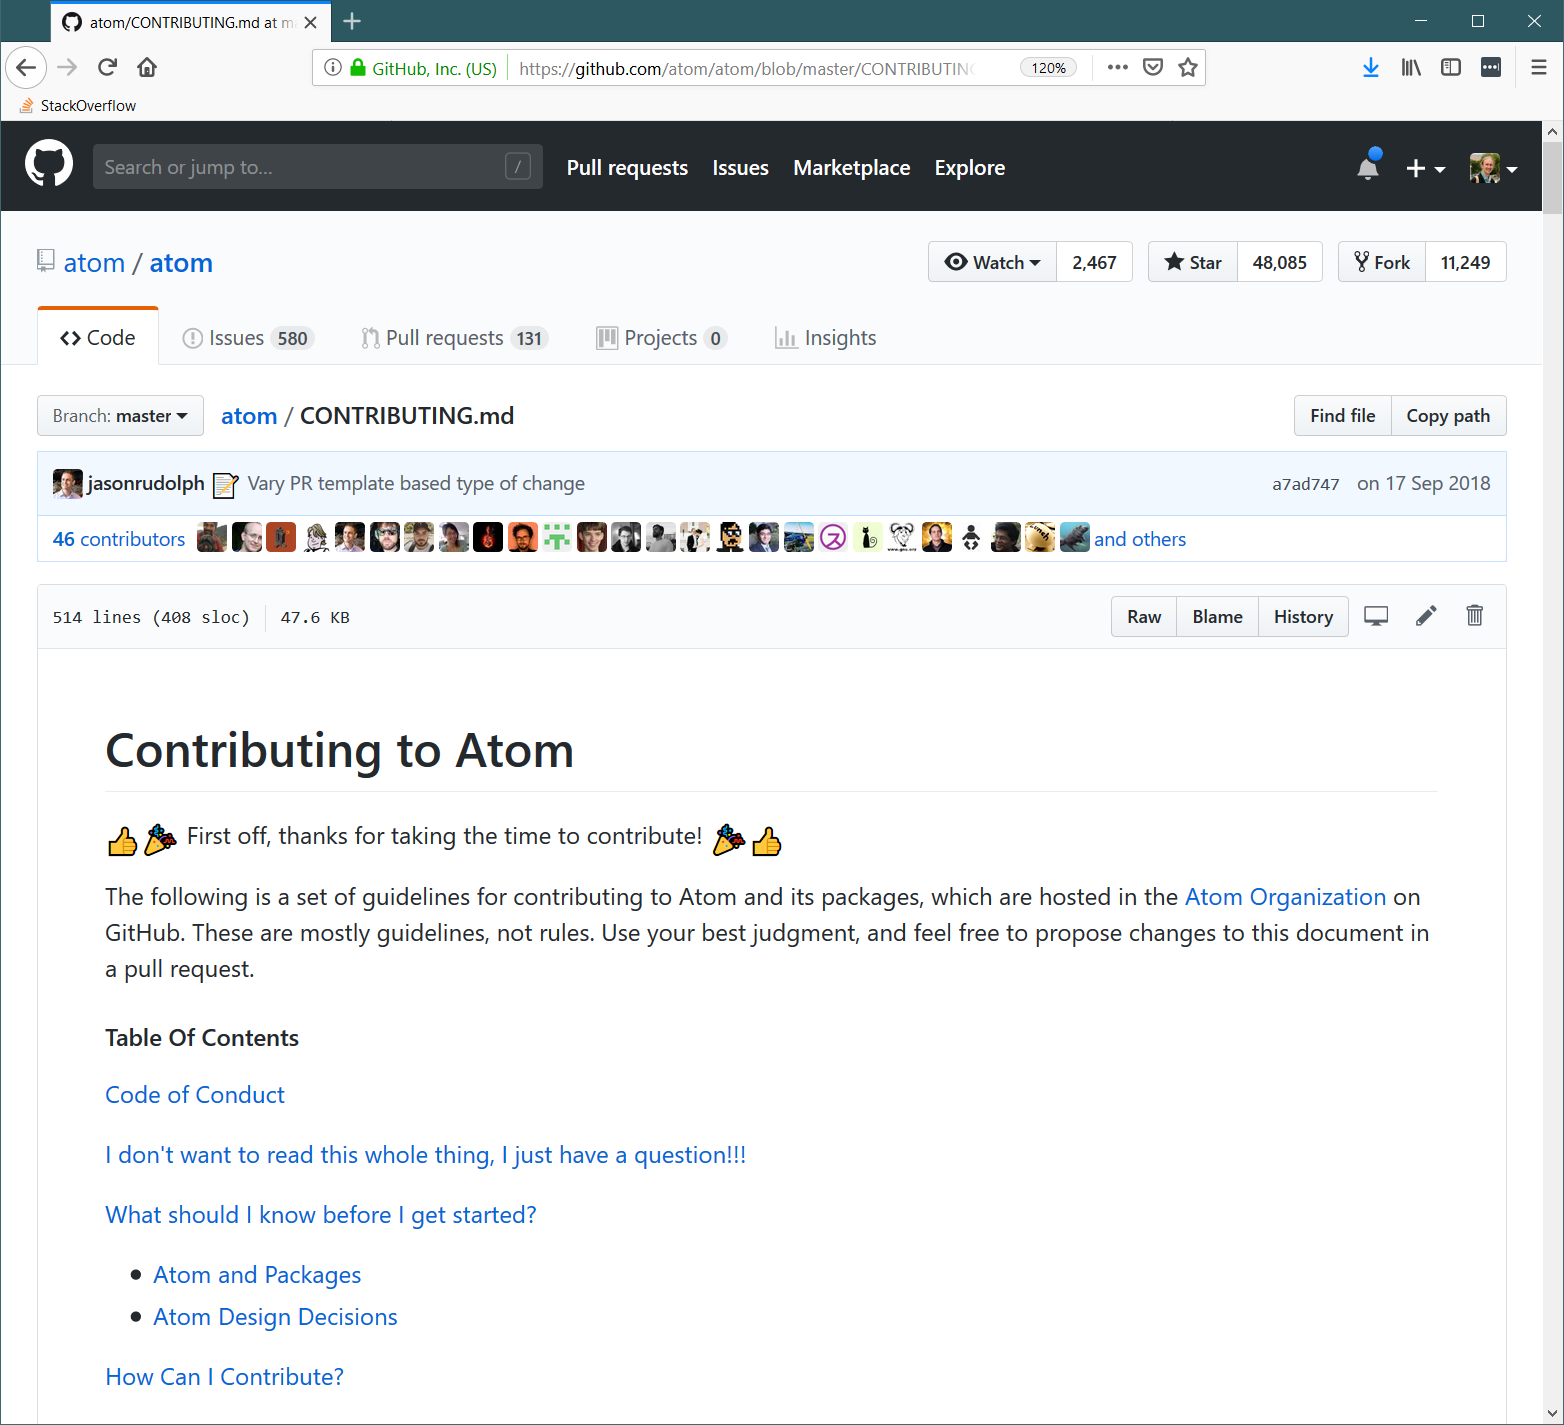 atom/CONTRIBUTING.md at m
GitHub, Inc. (US) https://github.com/atom/atom/blob/master/CONTRIBUTING 120%
StackOverflow
Search or jump to... / Pull requests Issues Marketplace Explore
atom / atom Watch 2,467 Star 48,085 Fork 11,249
Code Issues 580 Pull requests 131 Projects 0 Insights
Branch: master atom / CONTRIBUTING.md Find file Copy path
jasonrudolph Vary PR template based type of change a7ad747 on 17 Sep 2018
46 contributors and others
514 lines (408 sloc) 47.6 KB Raw Blame History
Contributing to Atom
👍🎉 First off, thanks for taking the time to contribute! 🎉👍
The following is a set of guidelines for contributing to Atom and its packages, which are hosted in the Atom Organization on
GitHub. These are mostly guidelines, not rules. Use your best judgment, and feel free to propose changes to this document in
a pull request.
Table Of Contents
Code of Conduct
I don't want to read this whole thing, I just have a question!!!
What should I know before I get started?
• Atom and Packages
• Atom Design Decisions
How Can I Contribute?